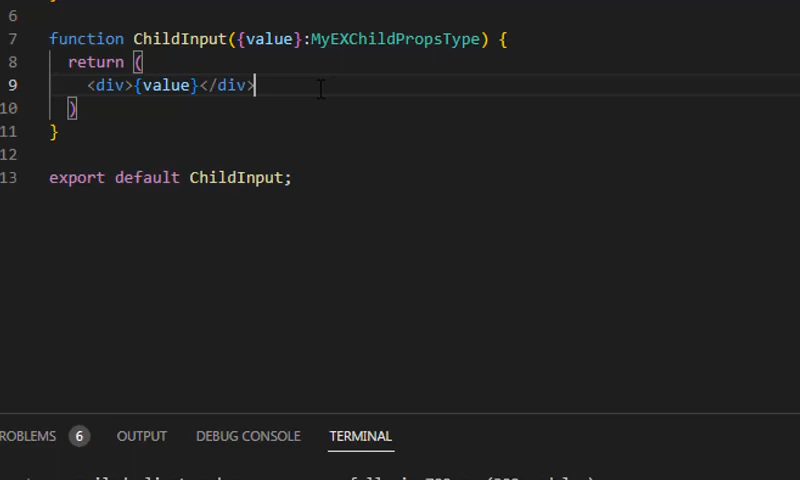 6
7 function ChildInput({value}:MyEXChildPropsType) {
8 return (
9 <div>{value}</div>
10 )
11 }
12
13 export default ChildInput;
ROBLEMS 6 OUTPUT DEBUG CONSOLE TERMINAL